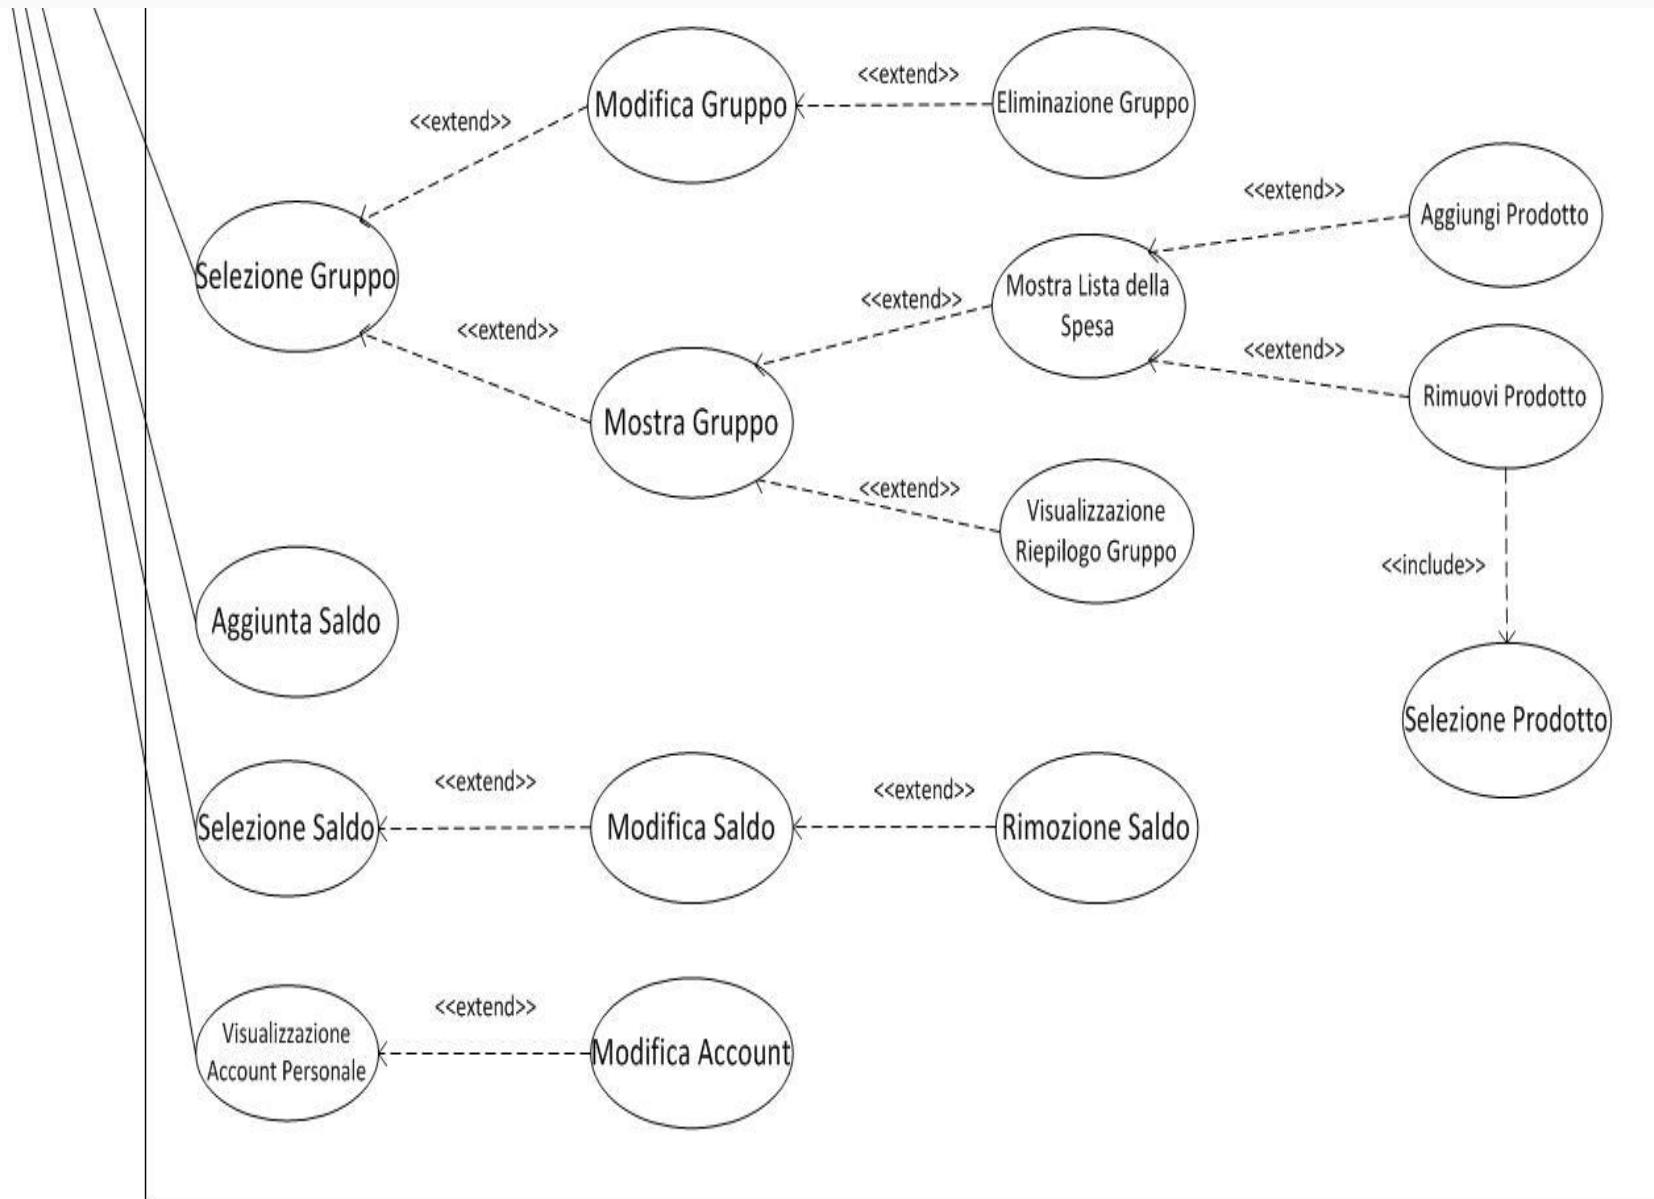 <<extend>>
Modifica Gruppo
<<extend>>
Eliminazione Gruppo
Selezione Gruppo
<<extend>>
Mostra Gruppo
<<extend>>
Mostra Lista della
Spesa
<<extend>>
Aggiungi Prodotto
<<extend>>
Rimuovi Prodotto
<<extend>>
Visualizzazione
Riepilogo Gruppo
<<include>>
Selezione Prodotto
Aggiunta Saldo
Selezione Saldo
<<extend>>
Modifica Saldo
<<extend>>
Rimozione Saldo
Visualizzazione
Account Personale
<<extend>>
Modifica Account